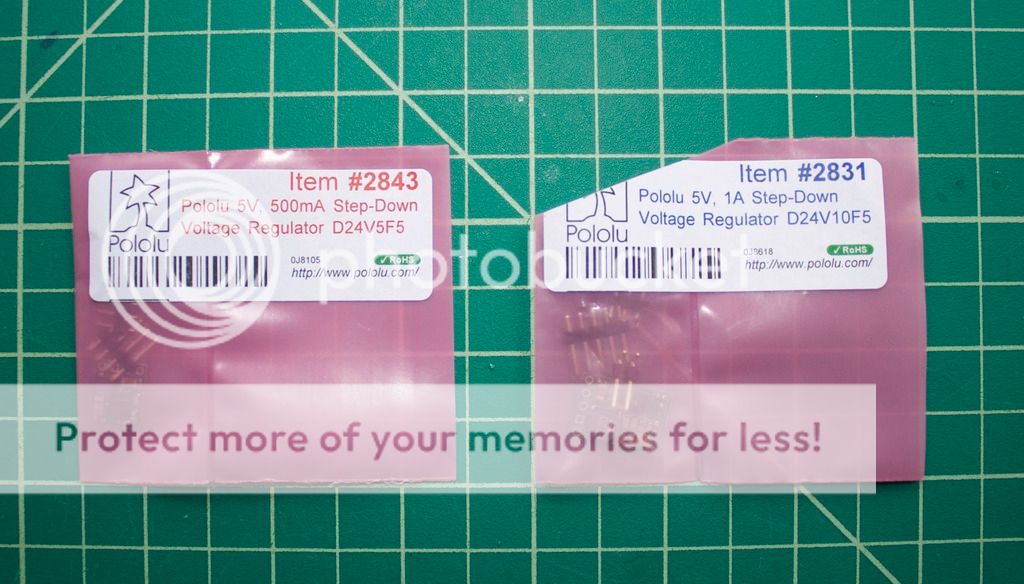 Item #2843
Pololu 5V, 500mA Step-Down
Voltage Regulator D24V5F5
Pololu
0J8105
✓ RoHS
http://www.pololu.com/
Item #2831
Pololu 5V, 1A Step-Down
Voltage Regulator D24V10F5
Pololu
✓ RoHS
http://www.pololu.com/
photobucket
Protect more of your memories for less!